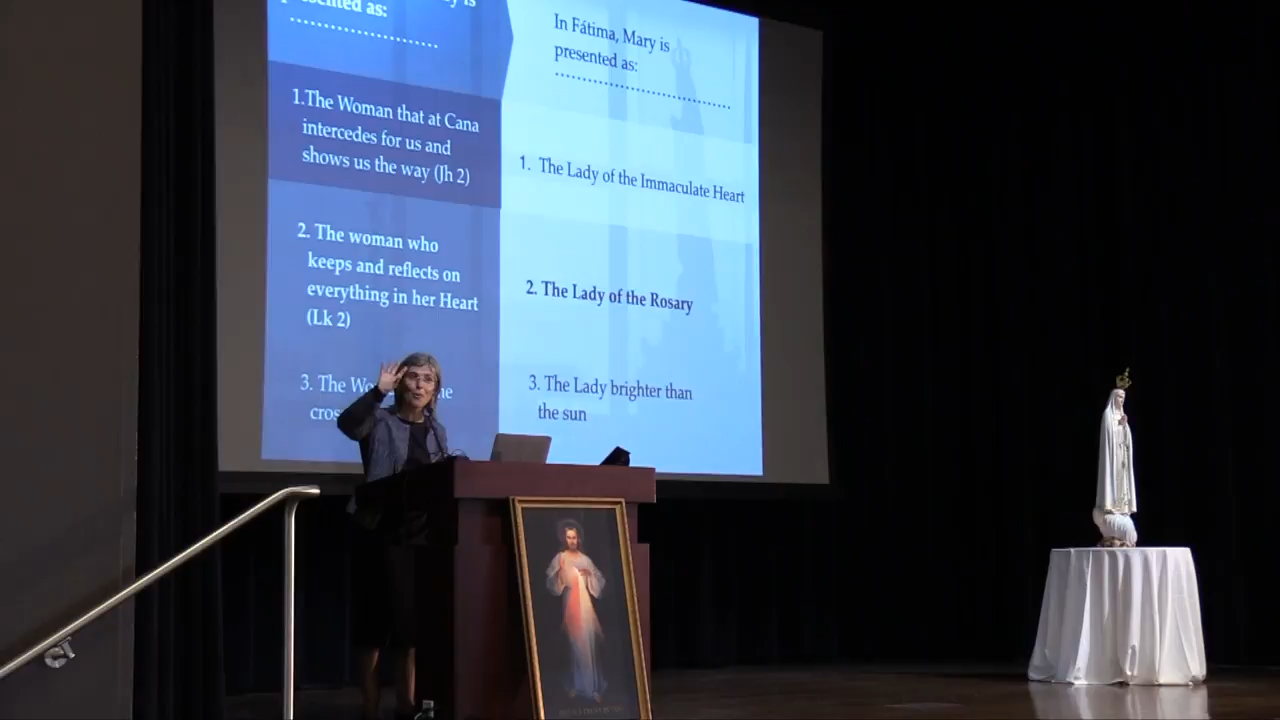 presented as:
1.The Woman that at Cana
intercedes for us and
shows us the way (Jh 2)
2. The woman who
keeps and reflects on
everything in her Heart
(Lk 2)
3. The
In Fátima, Mary is
presented as:
1. The Lady of the Immaculate Heart
2. The Lady of the Rosary
3. The Lady brighter than
the sun